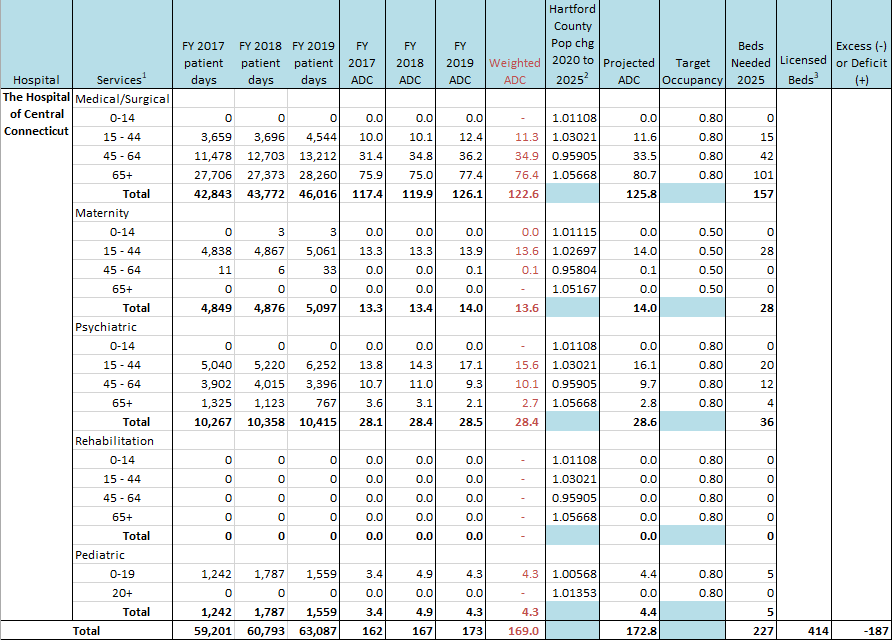 Hospital Services1 FY 2017 patient days FY 2018 patient days FY 2019 patient days FY 2017 ADC FY 2018 ADC FY 2019 ADC Weighted ADC Hartford County Pop chg 2020 to 20252 Projected ADC Target Occupancy Beds Needed 2025 Licensed Beds3 Excess (-) or Deficit (+)
The Hospital of Central Connecticut Medical/Surgical
0-14 0 0 0 0.0 0.0 0.0 - 1.01108 0.0 0.80 0
15 - 44 3,659 3,696 4,544 10.0 10.1 12.4 11.3 1.03021 11.6 0.80 15
45 - 64 11,478 12,703 13,212 31.4 34.8 36.2 34.9 0.95905 33.5 0.80 42
65+ 27,706 27,373 28,260 75.9 75.0 77.4 76.4 1.05668 80.7 0.80 101
Total 42,843 43,772 46,016 117.4 119.9 126.1 122.6 125.8 157
Maternity
0-14 0 3 3 0.0 0.0 0.0 0.0 1.01115 0.0 0.50 0
15 - 44 4,838 4,867 5,061 13.3 13.3 13.9 13.6 1.02697 14.0 0.50 28
45 - 64 11 6 33 0.0 0.0 0.1 0.1 0.95804 0.1 0.50 0
65+ 0 0 0 0.0 0.0 0.0 - 1.05167 0.0 0.50 0
Total 4,849 4,876 5,097 13.3 13.4 14.0 13.6 14.0 28
Psychiatric
0-14 0 0 0 0.0 0.0 0.0 - 1.01108 0.0 0.80 0
15 - 44 5,040 5,220 6,252 13.8 14.3 17.1 15.6 1.03021 16.1 0.80 20
45 - 64 3,902 4,015 3,396 10.7 11.0 9.3 10.1 0.95905 9.7 0.80 12
65+ 1,325 1,123 767 3.6 3.1 2.1 2.7 1.05668 2.8 0.80 4
Total 10,267 10,358 10,415 28.1 28.4 28.5 28.4 28.6 36
Rehabilitation
0-14 0 0 0 0.0 0.0 0.0 - 1.01108 0.0 0.80 0
15 - 44 0 0 0 0.0 0.0 0.0 - 1.03021 0.0 0.80 0
45 - 64 0 0 0 0.0 0.0 0.0 - 0.95905 0.0 0.80 0
65+ 0 0 0 0.0 0.0 0.0 - 1.05668 0.0 0.80 0
Total 0 0 0 0.0 0.0 0.0 - 0.0 0
Pediatric
0-19 1,242 1,787 1,559 3.4 4.9 4.3 4.3 1.00568 4.4 0.80 5
20+ 0 0 0 0.0 0.0 0.0 - 1.01353 0.0 0.80 0
Total 1,242 1,787 1,559 3.4 4.9 4.3 4.3 4.4 5
Total 59,201 60,793 63,087 162 167 173 169.0 172.8 227 414 -187